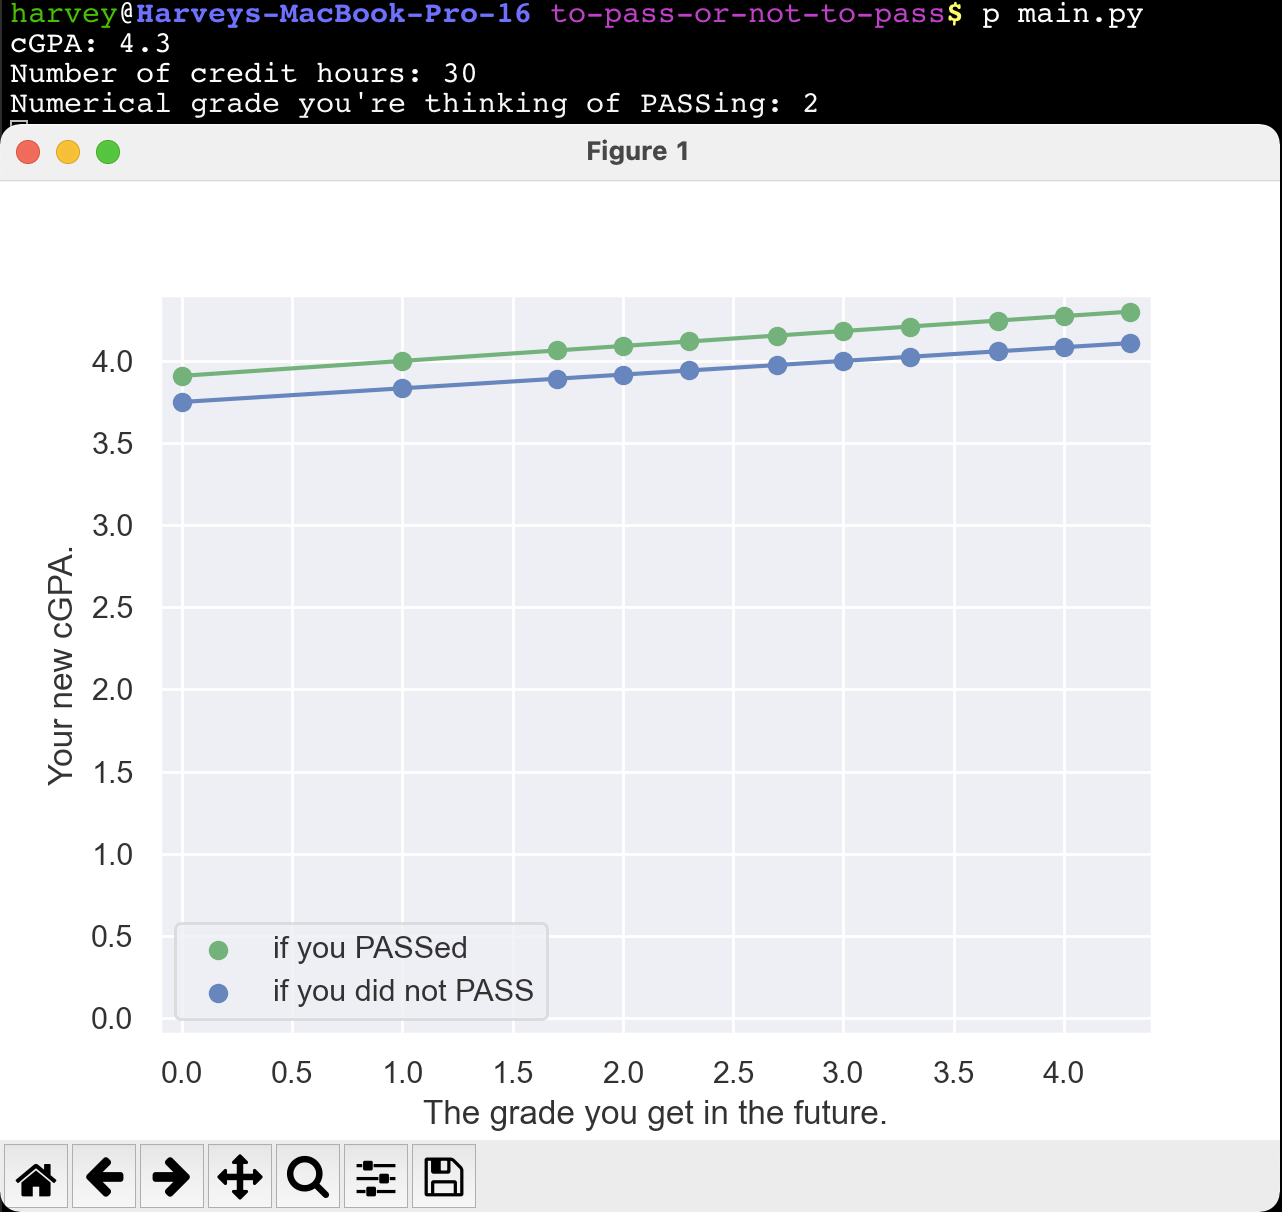 harvey@Harveys-MacBook-Pro-16 to-pass-or-not-to-pass$ p main.py
cGPA: 4.3
Number of credit hours: 30
Numerical grade you're thinking of PASSing: 2
Figure 1
Your new cGPA.
4.0
3.5
3.0
2.5
2.0
1.5
1.0
0.5
0.0
if you PASSed
if you did not PASS
0.0 0.5 1.0 1.5 2.0 2.5 3.0 3.5 4.0
The grade you get in the future.